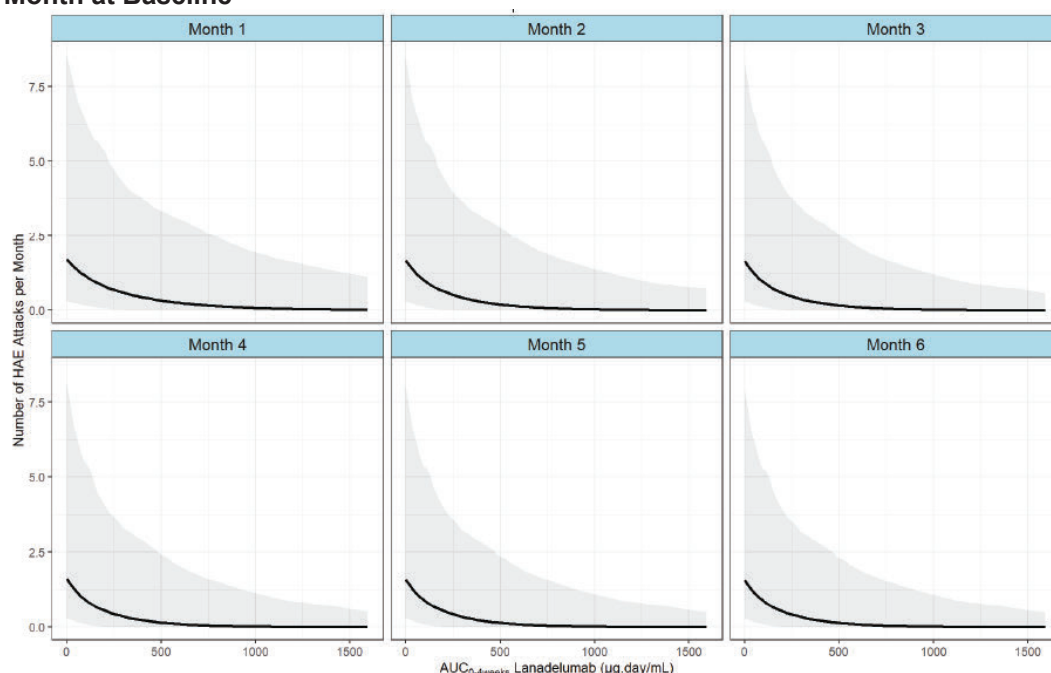 Month at Baseline
Month 1
Month 2
Month 3
7.5
5.0
2.5
0.0
Month 4
Month 5
Month 6
7.5
5.0
2.5
0.0
Number of HAE Attacks per Month
0 500 1000 1500
0 500 1000 1500
0 500 1000 1500
AUC0-4weeks Lanadelumab (µg.day/mL)